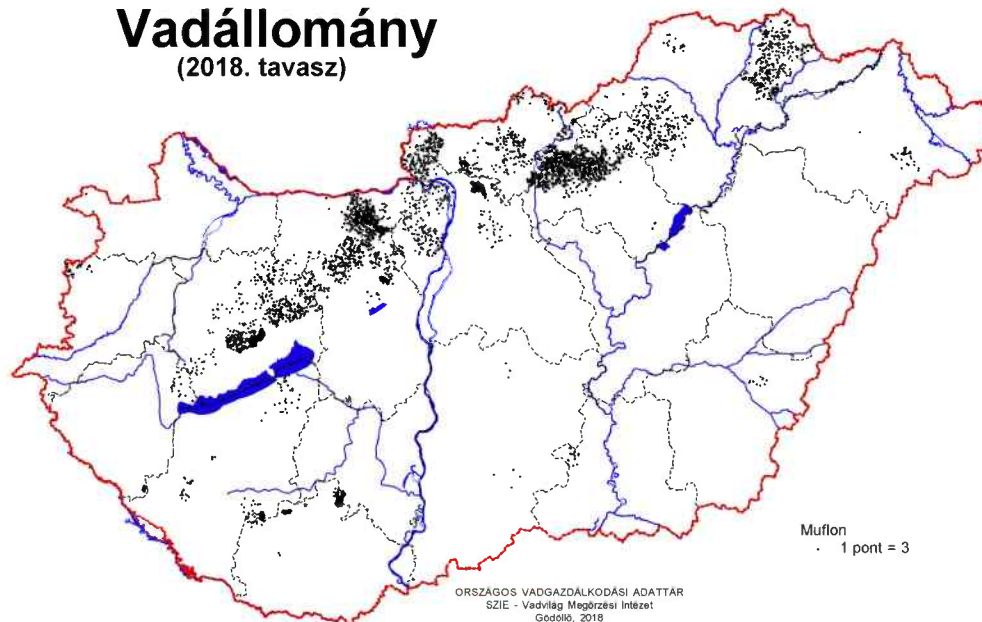 Vadállomány
(2018. tavasz)
Muflon
1 pont = 3
ORSZÁGOS VADGAZDÁLKODÁSI ADATTÁR
SZIE - Vadvilág Megőrzési Intézet
Gödöllő, 2018